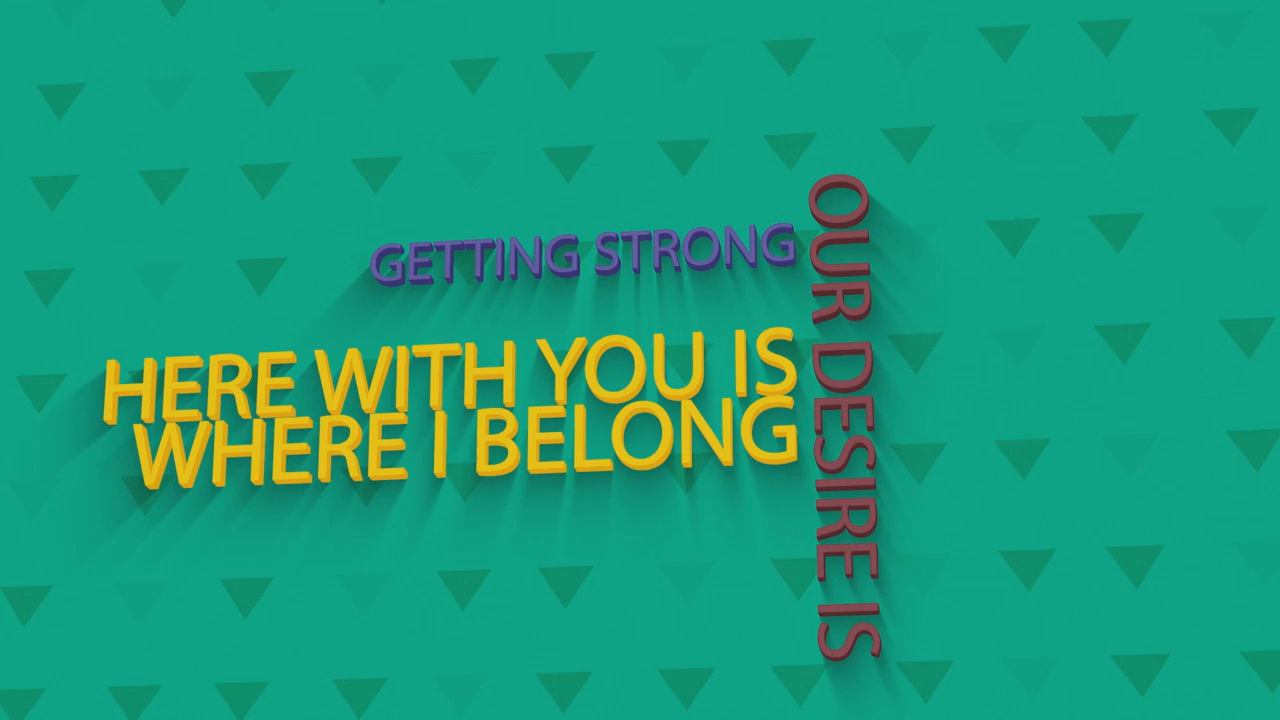 OUR DESIRE IS
GETTING STRONG
HERE WITH YOU IS
WHERE I BELONG